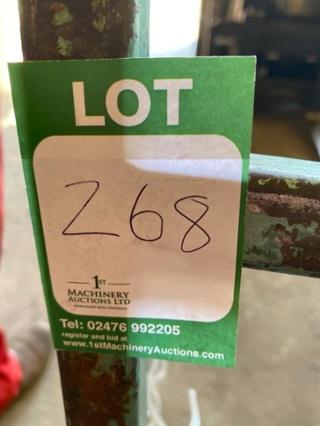 LOT
268
1ST
MACHINERY
AUCTIONS LTD
Tel: 02476 992205
register and bid at
www.1stMachineryAuctions.com